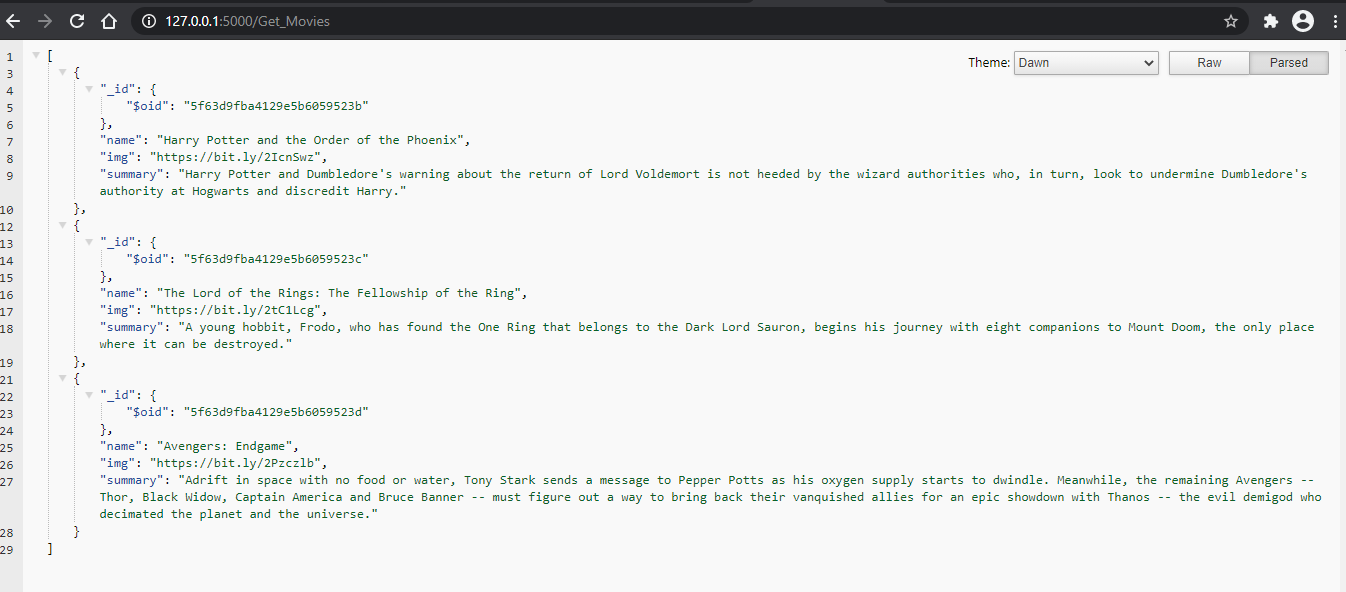 127.0.0.1:5000/Get_Movies
Theme: Dawn Raw Parsed
1 [
3 {
4 "_id": {
5 "$oid": "5f63d9fba4129e5b6059523b"
6 },
7 "name": "Harry Potter and the Order of the Phoenix",
8 "img": "https://bit.ly/2IcnSwz",
9 "summary": "Harry Potter and Dumbledore's warning about the return of Lord Voldemort is not heeded by the wizard authorities who, in turn, look to undermine Dumbledore's
authority at Hogwarts and discredit Harry."
10 },
12 {
13 "_id": {
14 "$oid": "5f63d9fba4129e5b6059523c"
15 },
16 "name": "The Lord of the Rings: The Fellowship of the Ring",
17 "img": "https://bit.ly/2tC1Lcg",
18 "summary": "A young hobbit, Frodo, who has found the One Ring that belongs to the Dark Lord Sauron, begins his journey with eight companions to Mount Doom, the only place
where it can be destroyed."
19 },
21 {
22 "_id": {
23 "$oid": "5f63d9fba4129e5b6059523d"
24 },
25 "name": "Avengers: Endgame",
26 "img": "https://bit.ly/2Pzczlb",
27 "summary": "Adrift in space with no food or water, Tony Stark sends a message to Pepper Potts as his oxygen supply starts to dwindle. Meanwhile, the remaining Avengers --
Thor, Black Widow, Captain America and Bruce Banner -- must figure out a way to bring back their vanquished allies for an epic showdown with Thanos -- the evil demigod who
decimated the planet and the universe."
28 }
29 ]